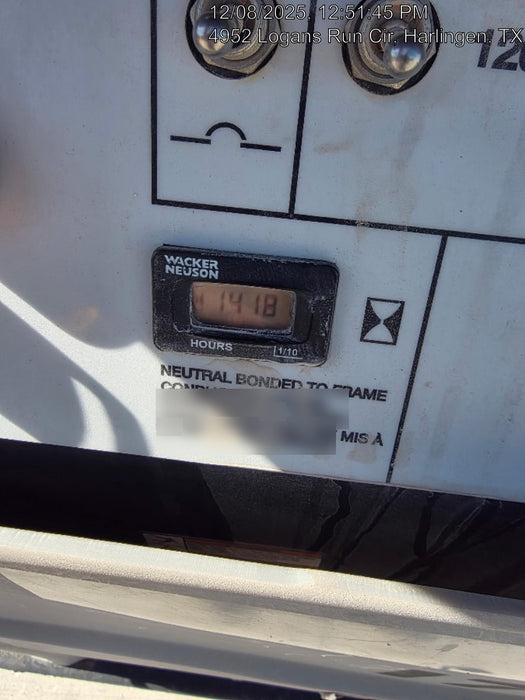 12/08/2025, 12:51:45 PM
4952 Logans Run Cir, Harlingen, TX
120
WACKER
NEUSON
1418
HOURS
1/10
NEUTRAL BONDED TO FRAME
MIS À